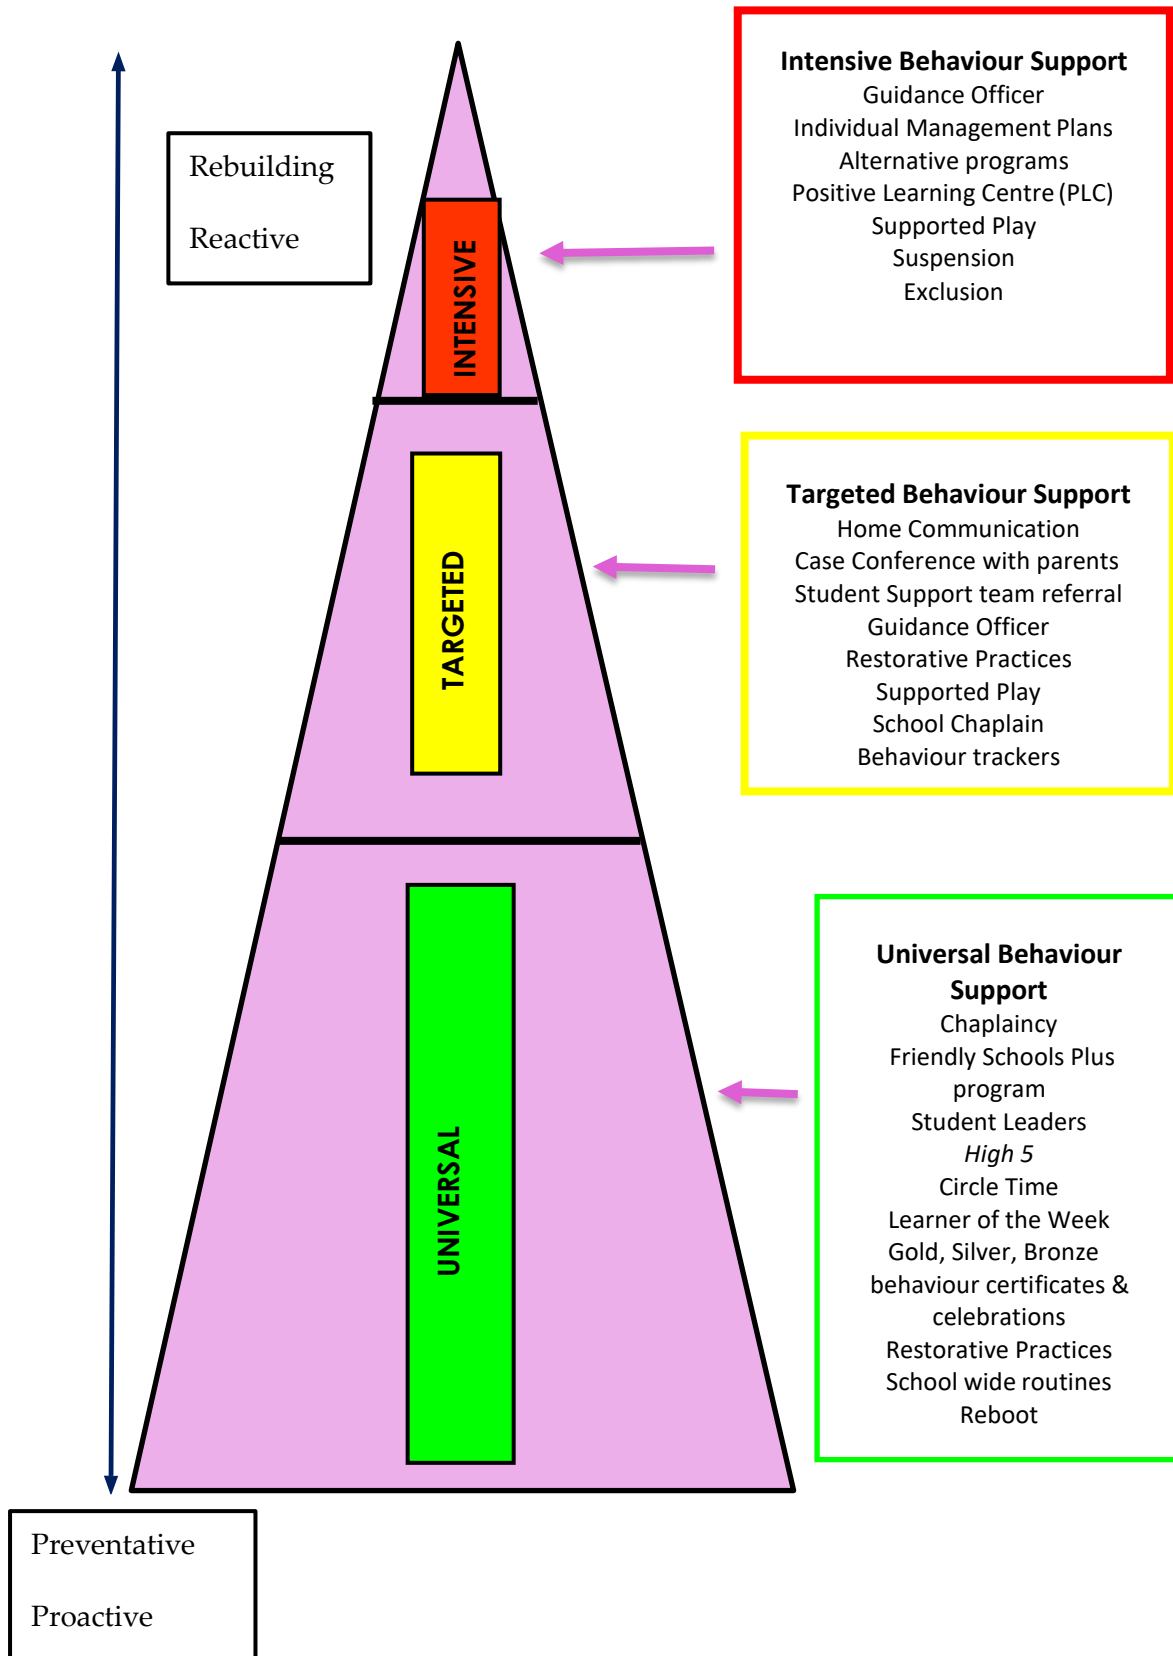 Rebuilding
Reactive
INTENSIVE
Intensive Behaviour Support
Guidance Officer
Individual Management Plans
Alternative programs
Positive Learning Centre (PLC)
Supported Play
Suspension
Exclusion
TARGETED
Targeted Behaviour Support
Home Communication
Case Conference with parents
Student Support team referral
Guidance Officer
Restorative Practices
Supported Play
School Chaplain
Behaviour trackers
UNIVERSAL
Universal Behaviour
Support
Chaplaincy
Friendly Schools Plus
program
Student Leaders
High 5
Circle Time
Learner of the Week
Gold, Silver, Bronze
behaviour certificates &
celebrations
Restorative Practices
School wide routines
Reboot
Preventative
Proactive